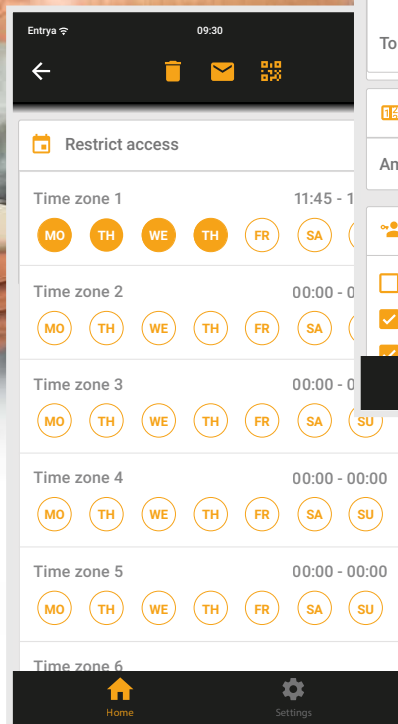 Entrya 09:30
To
Restrict access
An
Time zone 1 11:45 - 1
MO TH WE TH FR SA
Time zone 2 00:00 - 0
MO TH WE TH FR SA
Time zone 3 00:00 - 0
MO TH WE TH FR SA SU
Time zone 4 00:00 - 00:00
MO TH WE TH FR SA SU
Time zone 5 00:00 - 00:00
MO TH WE TH FR SA SU
Time zone 6
Home Settings